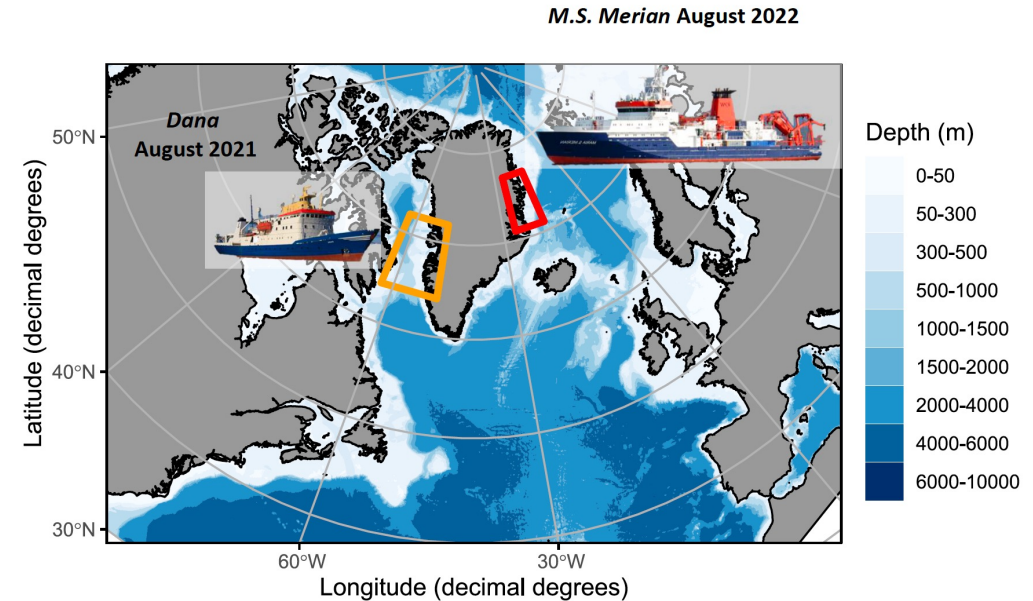 M.S. Merian August 2022
Dana
August 2021
Depth (m)
0-50
50-300
300-500
500-1000
1000-1500
1500-2000
2000-4000
4000-6000
6000-10000
50°N
40°N
30°N
Latitude (decimal degrees)
60°W
30°W
Longitude (decimal degrees)